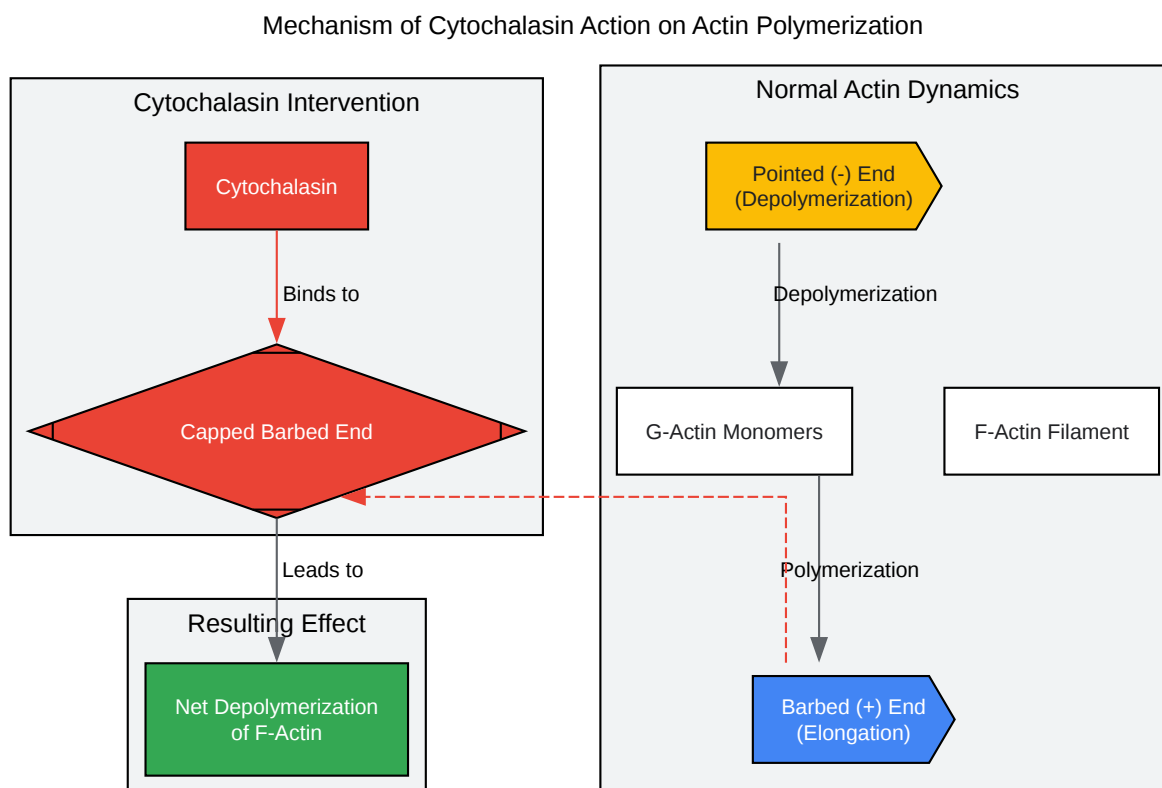 Mechanism of Cytochalasin Action on Actin Polymerization
Cytochalasin Intervention
Cytochalasin
Binds to
Capped Barbed End
Leads to
Resulting Effect
Net Depolymerization
of F-Actin
Normal Actin Dynamics
Pointed (-) End
(Depolymerization)
Depolymerization
G-Actin Monomers
F-Actin Filament
Polymerization
Barbed (+) End
(Elongation)